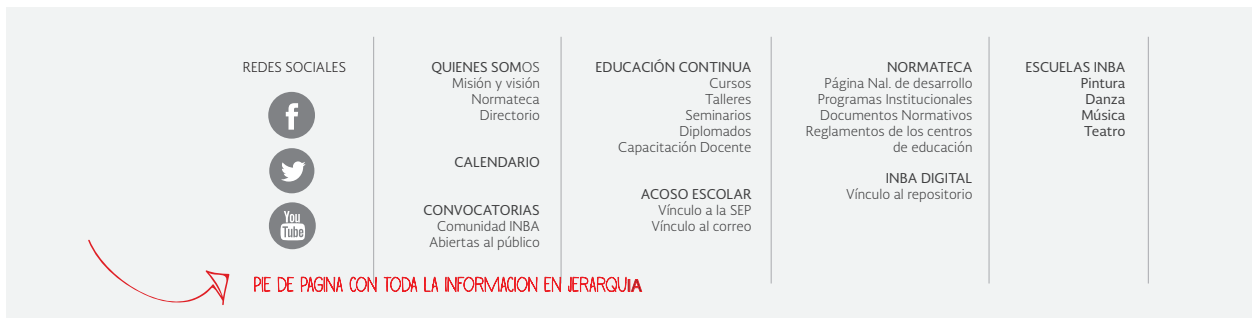 REDES SOCIALES
You
Tube
QUIENES SOMOS
Misión y visión
Normateca
Directorio
CALENDARIO
CONVOCATORIAS
Comunidad INBA
Abiertas al público
EDUCACIÓN CONTINUA
Cursos
Talleres
Seminarios
Diplomados
Capacitación Docente
ACOSO ESCOLAR
Vínculo a la SEP
Vínculo al correo
NORMATECA
Página Nal. de desarrollo
Programas Institucionales
Documentos Normativos
Reglamentos de los centros
de educación
INBA DIGITAL
Vínculo al repositorio
ESCUELAS INBA
Pintura
Danza
Música
Teatro
PIE DE PAGINA CON TODA LA INFORMACION EN JERARQUIA